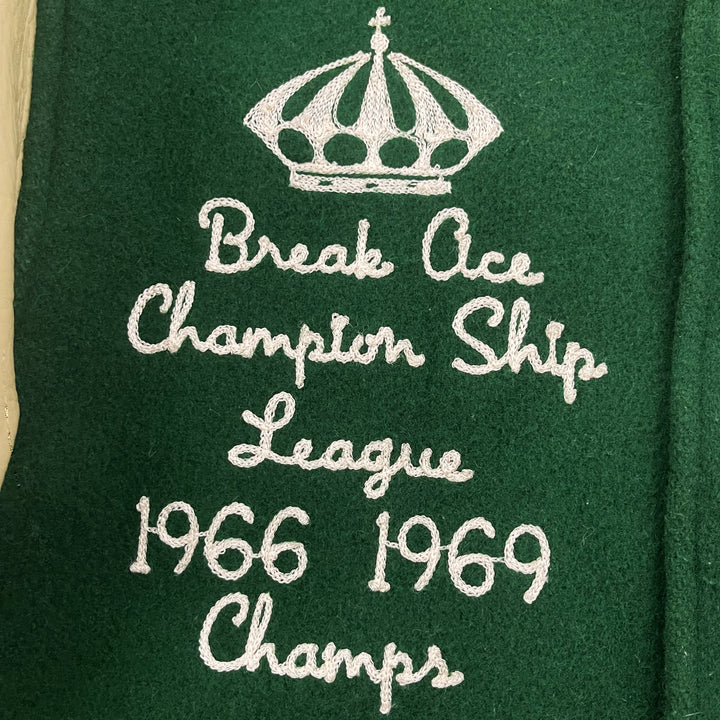 Break Ace
Champion Ship
League
1966 1969
Champs